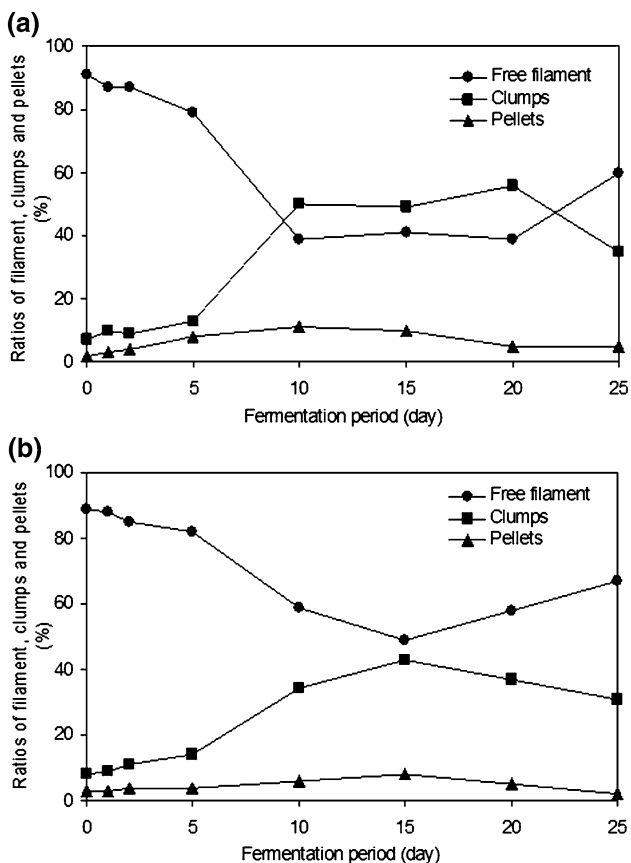 (a)
Ratios of filament, clumps and pellets
(%)
100
80
60
40
20
0
Free filament
Clumps
Pellets
0 5 10 15 20 25
Fermentation period (day)
(b)
Ratios of filament, clumps and pellets
(%)
100
80
60
40
20
0
Free filament
Clumps
Pellets
0 5 10 15 20 25
Fermentation period (day)